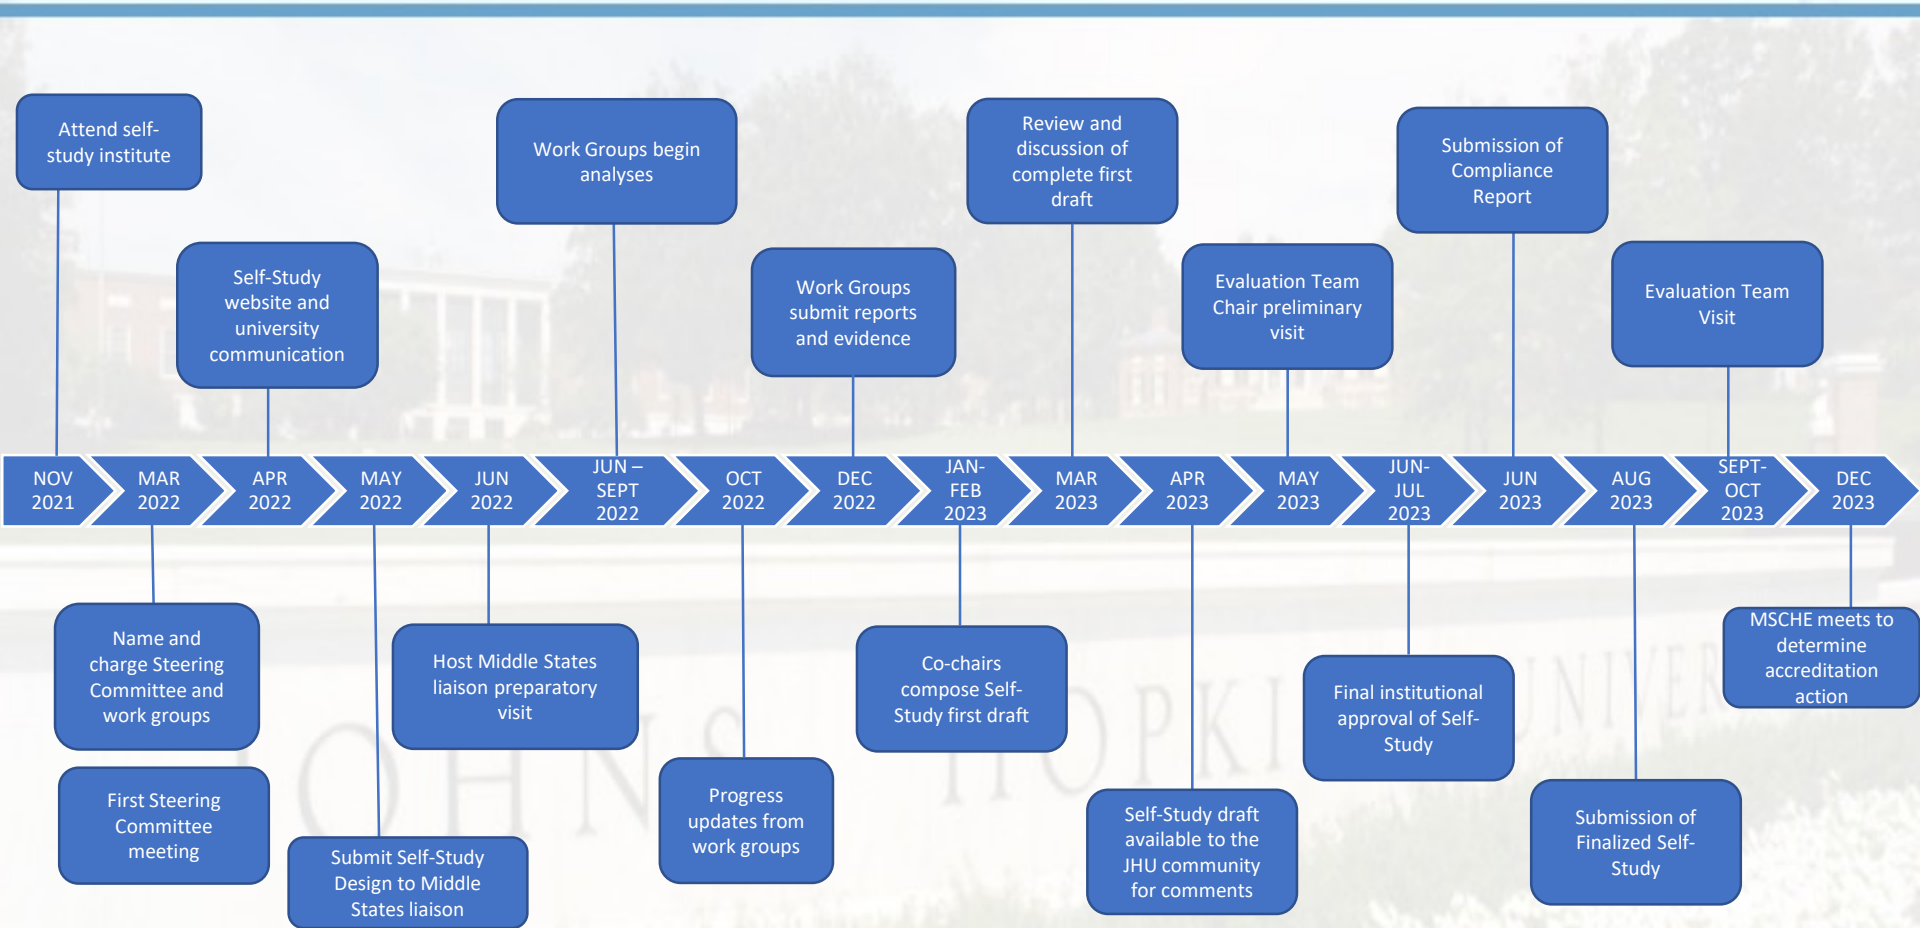 Attend self-
study institute
Self-Study
website and
university
communication
Work Groups begin
analyses
Work Groups
submit reports
and evidence
Review and
discussion of
complete first
draft
Evaluation Team
Chair preliminary
visit
Submission of
Compliance
Report
Evaluation Team
Visit
NOV
2021
MAR
2022
APR
2022
MAY
2022
JUN
2022
JUN –
SEPT
2022
OCT
2022
DEC
2022
JAN-
FEB
2023
MAR
2023
APR
2023
MAY
2023
JUN-
JUL
2023
JUN
2023
AUG
2023
SEPT-
OCT
2023
DEC
2023
Name and
charge Steering
Committee and
work groups
First Steering
Committee
meeting
Submit Self-Study
Design to Middle
States liaison
Host Middle States
liaison preparatory
visit
Progress
updates from
work groups
Co-chairs
compose Self-
Study first draft
Self-Study draft
available to the
JHU community
for comments
Final institutional
approval of Self-
Study
Submission of
Finalized Self-
Study
MSCHE meets to
determine
accreditation
action